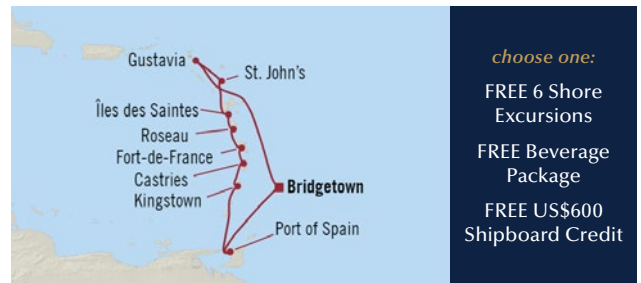 Gustavia
St. John's
Îles des Saintes
Roseau
Fort-de-France
Castries
Kingstown
Bridgetown
Port of Spain
choose one:
FREE 6 Shore
Excursions
FREE Beverage
Package
FREE US$600
Shipboard Credit